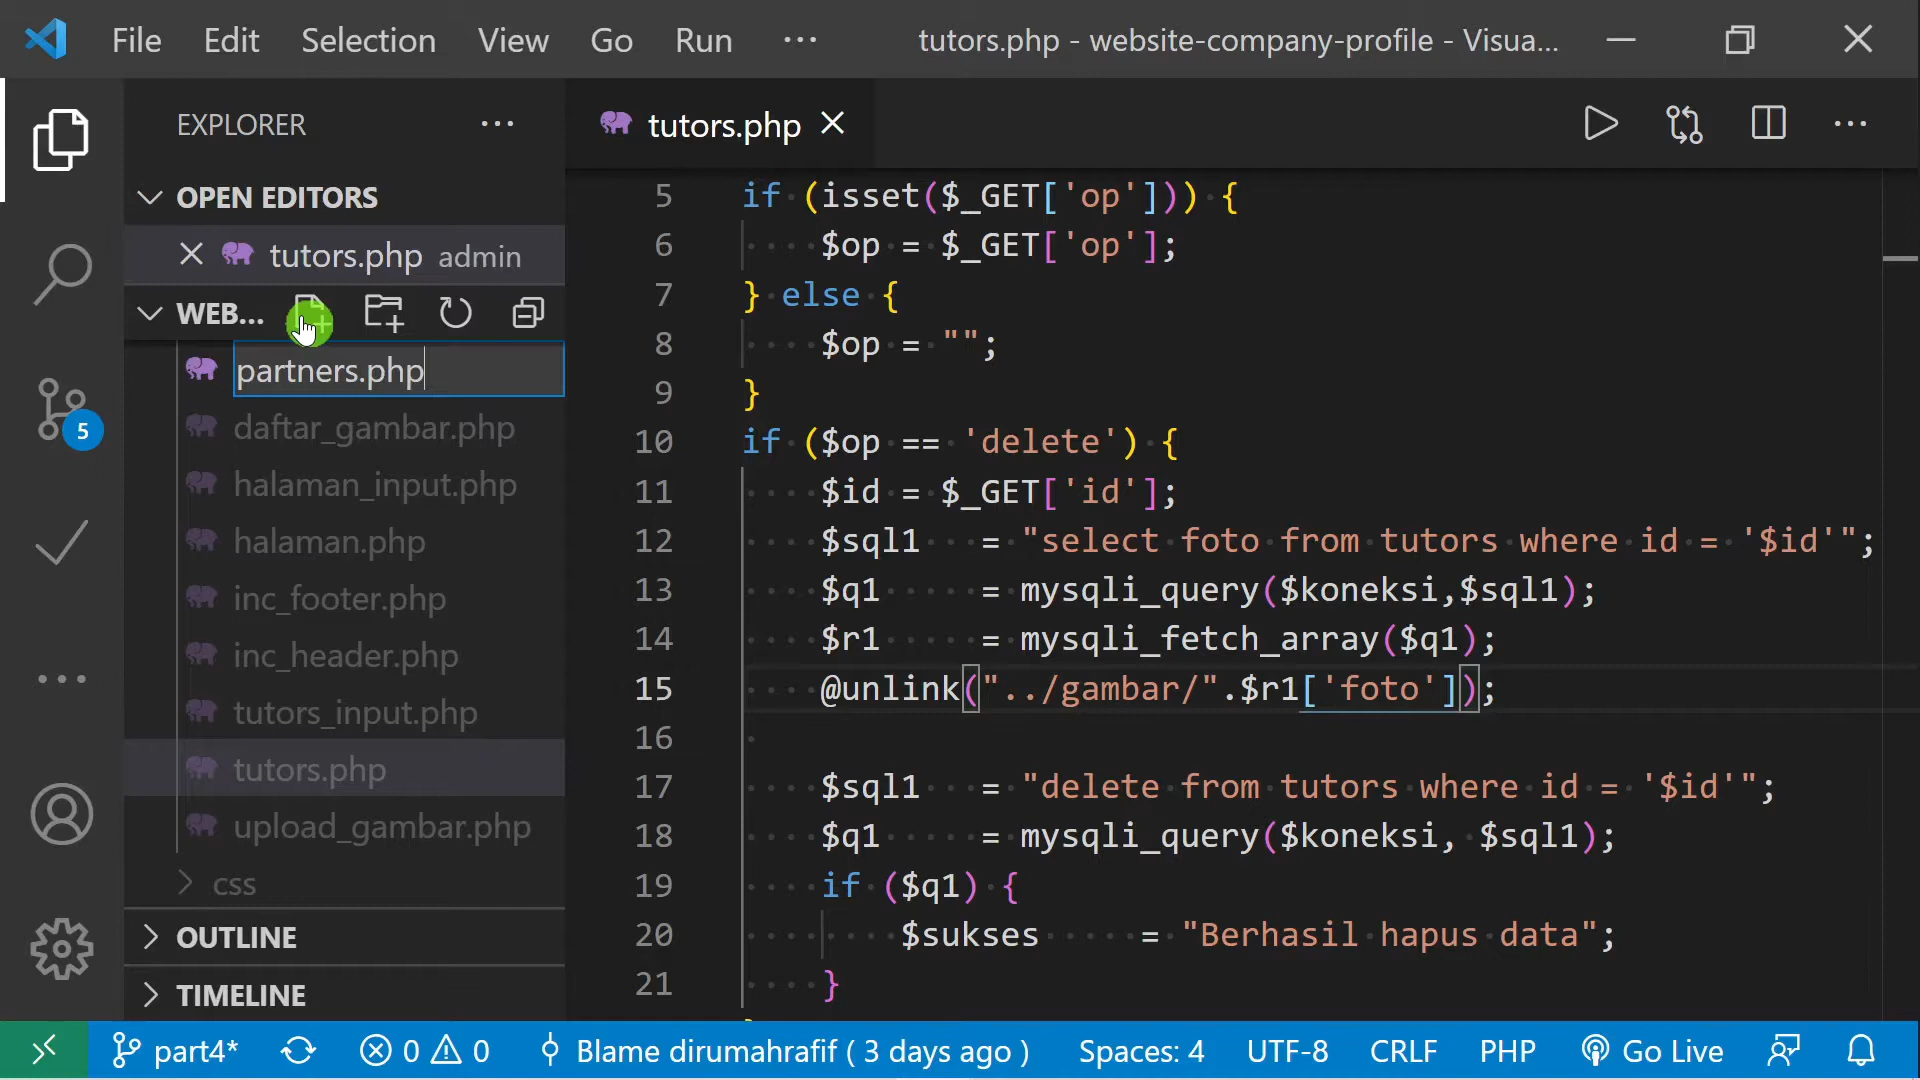 File Edit Selection View Go Run ··· tutors.php - website-company-profile - Visua...
EXPLORER ···
OPEN EDITORS
tutors.php admin
WEB...
partners.php
daftar_gambar.php
halaman_input.php
halaman.php
inc_footer.php
inc_header.php
tutors_input.php
tutors.php
upload_gambar.php
css
OUTLINE
TIMELINE
5
tutors.php
5 if (isset($_GET['op'])) {
6 $op = $_GET['op'];
7 } else {
8 $op = "";
9 }
10 if ($op == 'delete') {
11 $id = $_GET['id'];
12 $sql1 = "select foto from tutors where id = '$id'";
13 $q1 = mysqli_query($koneksi,$sql1);
14 $r1 = mysqli_fetch_array($q1);
15 @unlink("../gambar/".$r1['foto']);
16
17 $sql1 = "delete from tutors where id = '$id'";
18 $q1 = mysqli_query($koneksi, $sql1);
19 if ($q1) {
20 $sukses = "Berhasil hapus data";
21 }
part4* 0 0 Blame dirumahrafif ( 3 days ago ) Spaces: 4 UTF-8 CRLF PHP Go Live